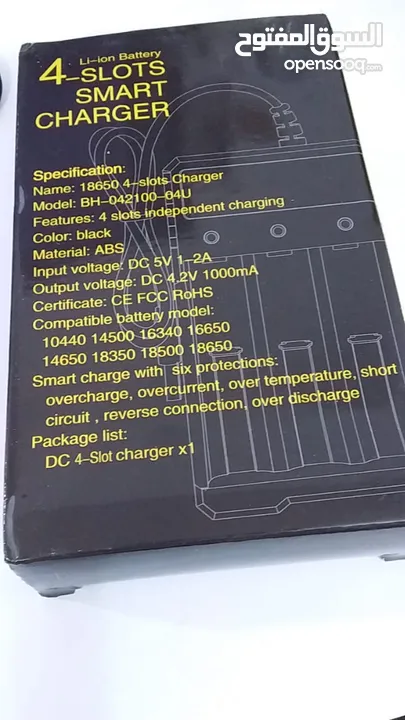 السوق المفتوح
opensooq.com
Li-ion Battery
4-SLOTS
SMART
CHARGER
Specification:
Name: 18650 4-slots Charger
Model: BH-042100-04U
Features: 4 slots independent charging
Color: black
Material: ABS
Input voltage: DC 5V 1-2A
Output voltage: DC 4.2V 1000mA
Certificate: CE FCC RoHS
Compatible battery model:
10440 14500 16340 16650
14650 18350 18500 18650
Smart charge with six protections:
overcharge, overcurrent, over temperature, short
circuit , reverse connection, over discharge
Package list:
DC 4-Slot charger x1